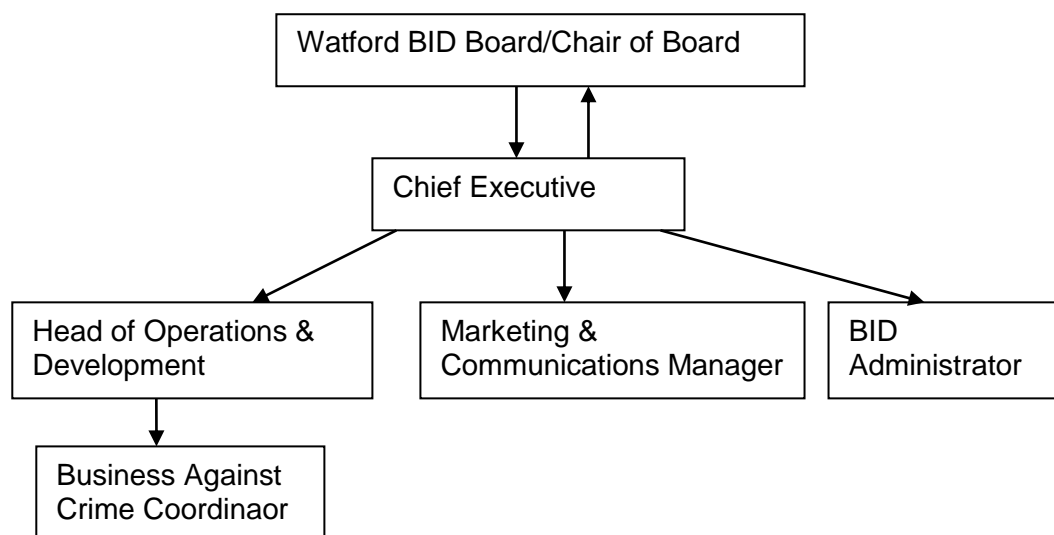 Watford BID Board/Chair of Board
Chief Executive
Head of Operations &
Development
Marketing &
Communications Manager
BID
Administrator
Business Against
Crime Coordinaor